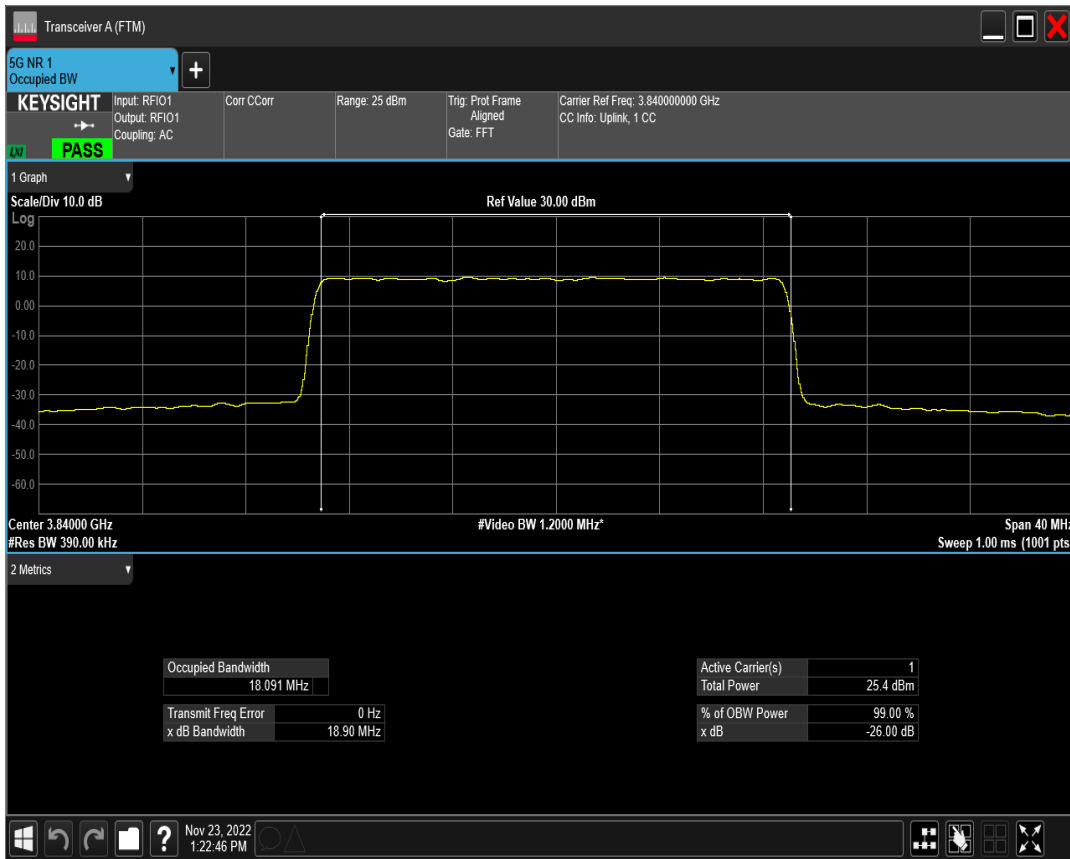 Transceiver A (FTM)
5G NR 1
Occupied BW
+
KEYSIGHT
LXI
PASS
Input: RFIO1
Output: RFIO1
Coupling: AC
Corr CCorr
Range: 25 dBm
Trig: Prot Frame
Aligned
Gate: FFT
Carrier Ref Freq: 3.840000000 GHz
CC Info: Uplink, 1 CC
1 Graph
Scale/Div 10.0 dB
Ref Value 30.00 dBm
Log
20.0
10.0
0.00
-10.0
-20.0
-30.0
-40.0
-50.0
-60.0
Center 3.84000 GHz
#Video BW 1.2000 MHz*
Span 40 MHz
#Res BW 390.00 kHz
Sweep 1.00 ms (1001 pts
2 Metrics
Occupied Bandwidth
18.091 MHz
Transmit Freq Error 0 Hz
x dB Bandwidth 18.90 MHz
Active Carrier(s) 1
Total Power 25.4 dBm
% of OBW Power 99.00 %
x dB -26.00 dB
?
Nov 23, 2022
1:22:46 PM